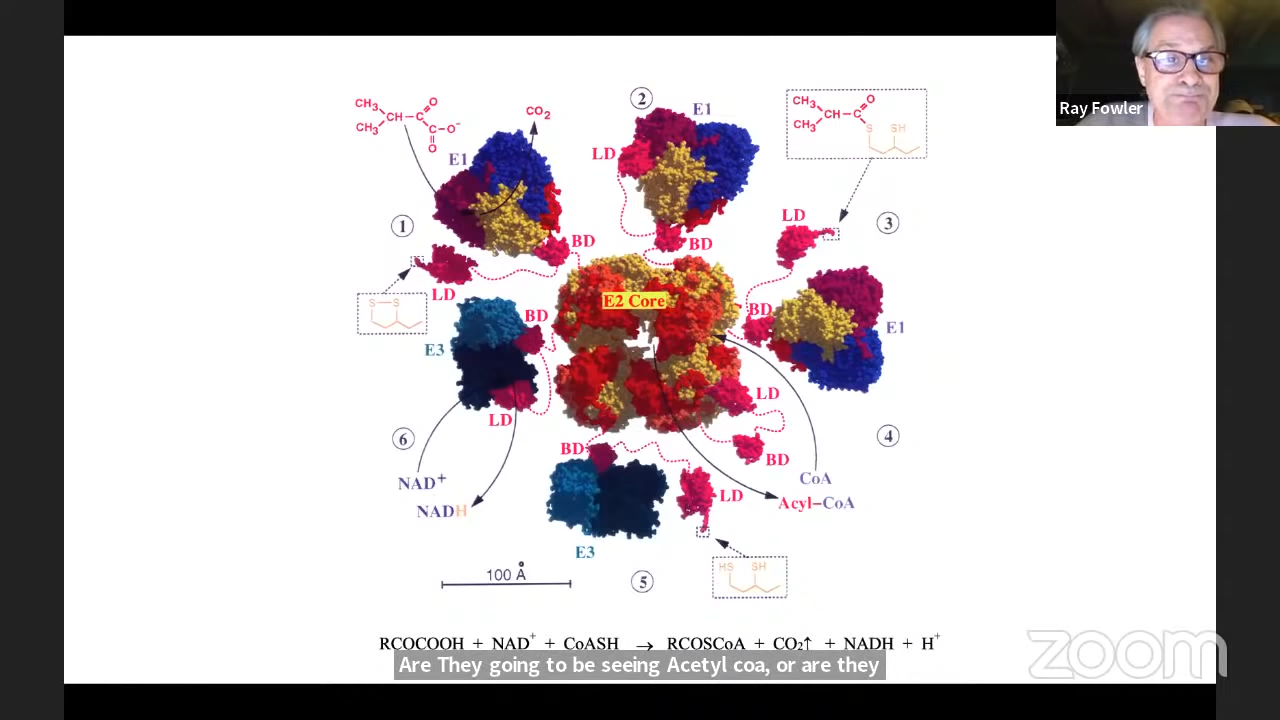 Ray Fowler
CH₃
CH—C
O
CH₃
C—O⁻
O
CO₂
E1
①
LD
BD
S—S
②
E1
LD
BD
CH₃
CH—C
O
CH₃
S
SH
③
LD
BD
E1
E2 Core
④
LD
BD
CoA
Acyl–CoA
BD
E3
LD
⑥
NAD⁺
NADH
BD
LD
E3
HS
SH
⑤
100 Å
RCOCOOH + NAD⁺ + CoASH → RCOSCoA + CO₂↑ + NADH + H⁺
Are They going to be seeing Acetyl coa, or are they
zoom